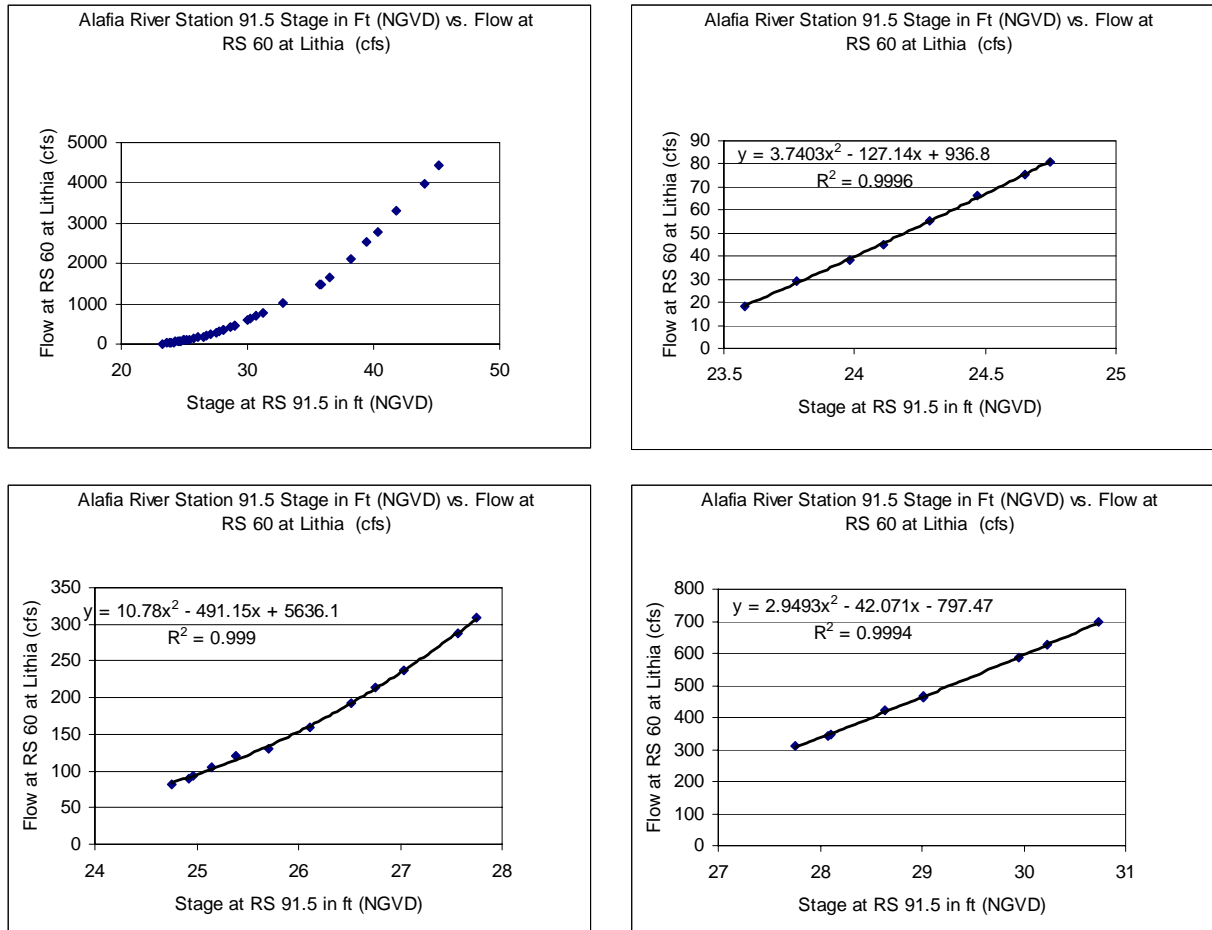 Alafia River Station 91.5 Stage in Ft (NGVD) vs. Flow at
RS 60 at Lithia (cfs)
Flow at RS 60 at Lithia (cfs)
5000
4000
3000
2000
1000
0
20 30 40 50
Stage at RS 91.5 in ft (NGVD)
Alafia River Station 91.5 Stage in Ft (NGVD) vs. Flow at
RS 60 at Lithia (cfs)
Flow at RS 60 at Lithia (cfs)
y = 3.7403x² - 127.14x + 936.8
R² = 0.9996
90
80
70
60
50
40
30
20
10
0
23.5 24 24.5 25
Stage at RS 91.5 in ft (NGVD)
Alafia River Station 91.5 Stage in Ft (NGVD) vs. Flow at
RS 60 at Lithia (cfs)
Flow at RS 60 at Lithia (cfs)
y = 10.78x² - 491.15x + 5636.1
R² = 0.999
350
300
250
200
150
100
50
0
24 25 26 27 28
Stage at RS 91.5 in ft (NGVD)
Alafia River Station 91.5 Stage in Ft (NGVD) vs. Flow at
RS 60 at Lithia (cfs)
Flow at RS 60 at Lithia (cfs)
y = 2.9493x² - 42.071x - 797.47
R² = 0.9994
800
700
600
500
400
300
200
100
0
27 28 29 30 31
Stage at RS 91.5 in ft (NGVD)